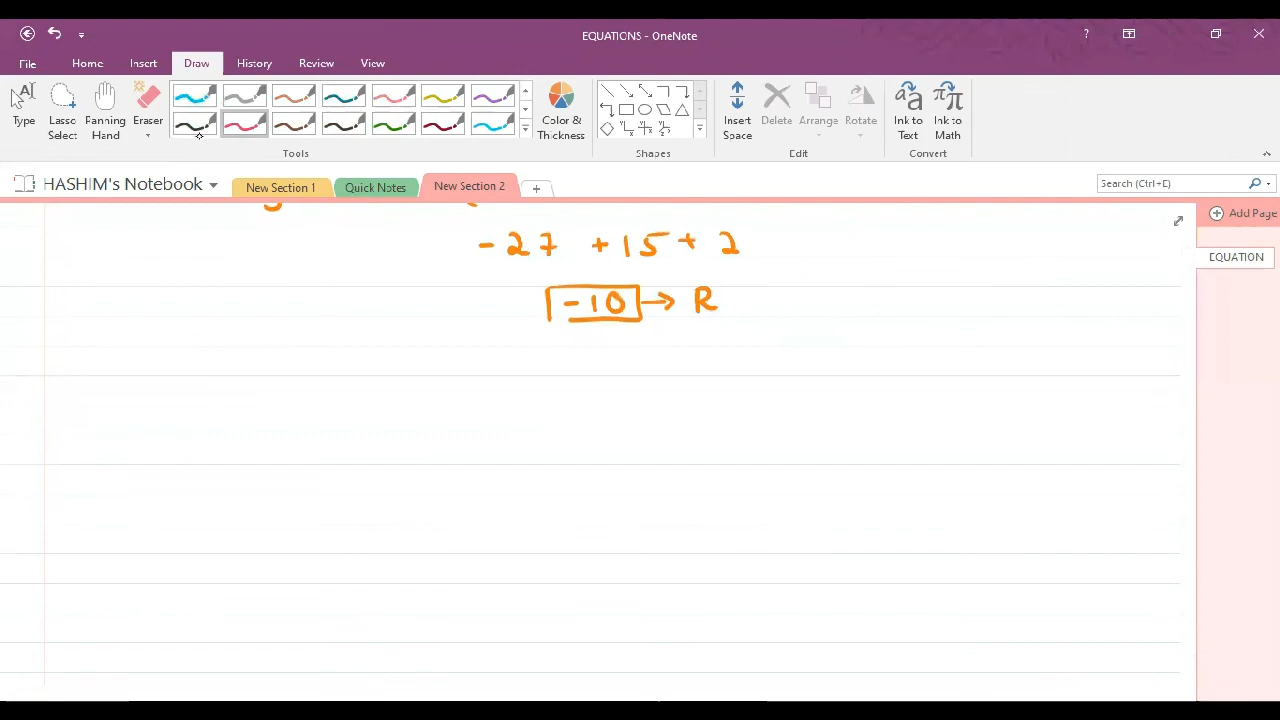 EQUATIONS - OneNote
?
File Home Insert Draw History Review View
Type Lasso Select Panning Hand Eraser Color & Thickness Insert Space Delete Arrange Rotate Ink to Text Ink to Math
Tools Shapes Edit Convert
HASHIM's Notebook New Section 1 Quick Notes New Section 2 + Search (Ctrl+E)
Add Page
EQUATION
- 27 + 15 + 2
-10 → R